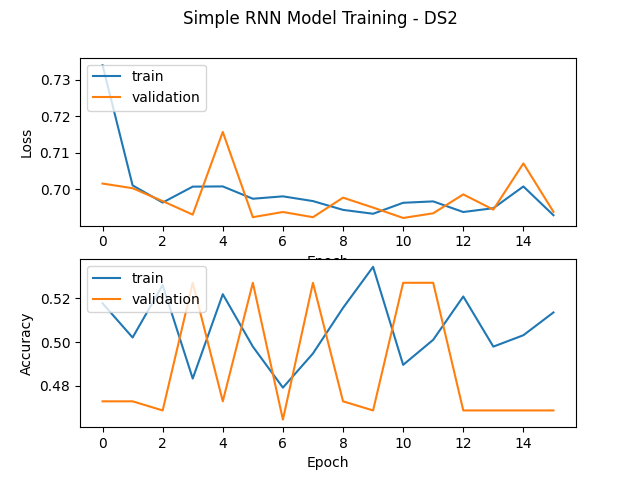 Simple RNN Model Training - DS2
train
validation
0.73
0.72
0.71
0.70
Loss
0 2 4 6 8 10 12 14
Epoch
train
validation
0.52
0.50
0.48
Accuracy
0 2 4 6 8 10 12 14
Epoch